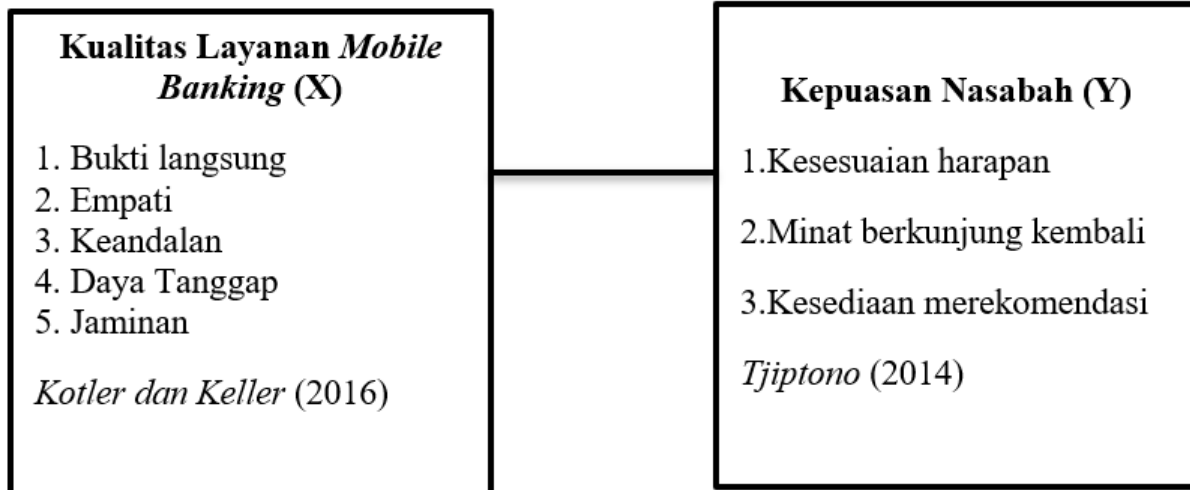 Kualitas Layanan Mobile
Banking (X)
1. Bukti langsung
2. Empati
3. Keandalan
4. Daya Tanggap
5. Jaminan
Kotler dan Keller (2016)
Kepuasan Nasabah (Y)
1.Kesesuaian harapan
2.Minat berkunjung kembali
3.Kesediaan merekomendasi
Tjiptono (2014)